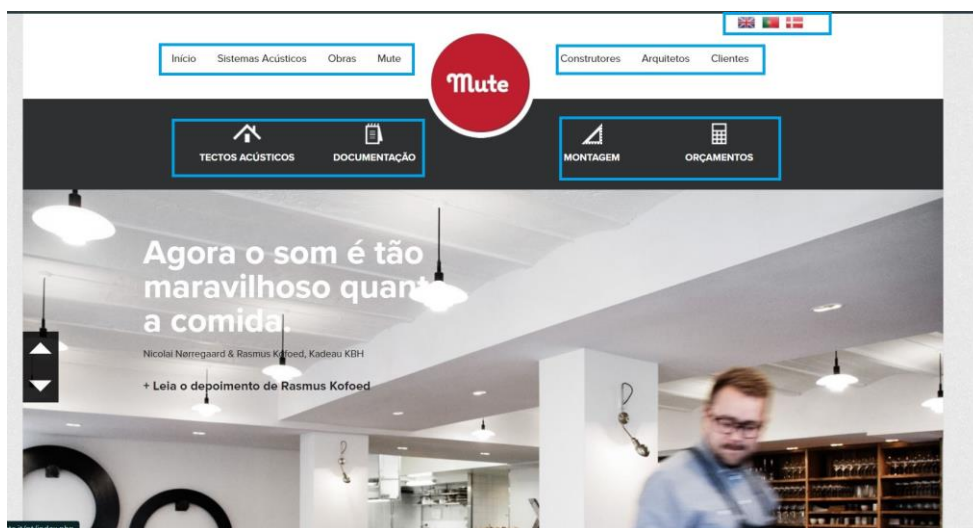 Início Sistemas Acústicos Obras Mute
Mute
Construtores Arquitetos Clientes
TECTOS ACÚSTICOS DOCUMENTAÇÃO
MONTAGEM ORÇAMENTOS
Agora o som é tão
maravilhoso quanto
a comida.
Nicolai Nørregaard & Rasmus Kofoed, Kadeau KBH
+ Leia o depoimento de Rasmus Kofoed